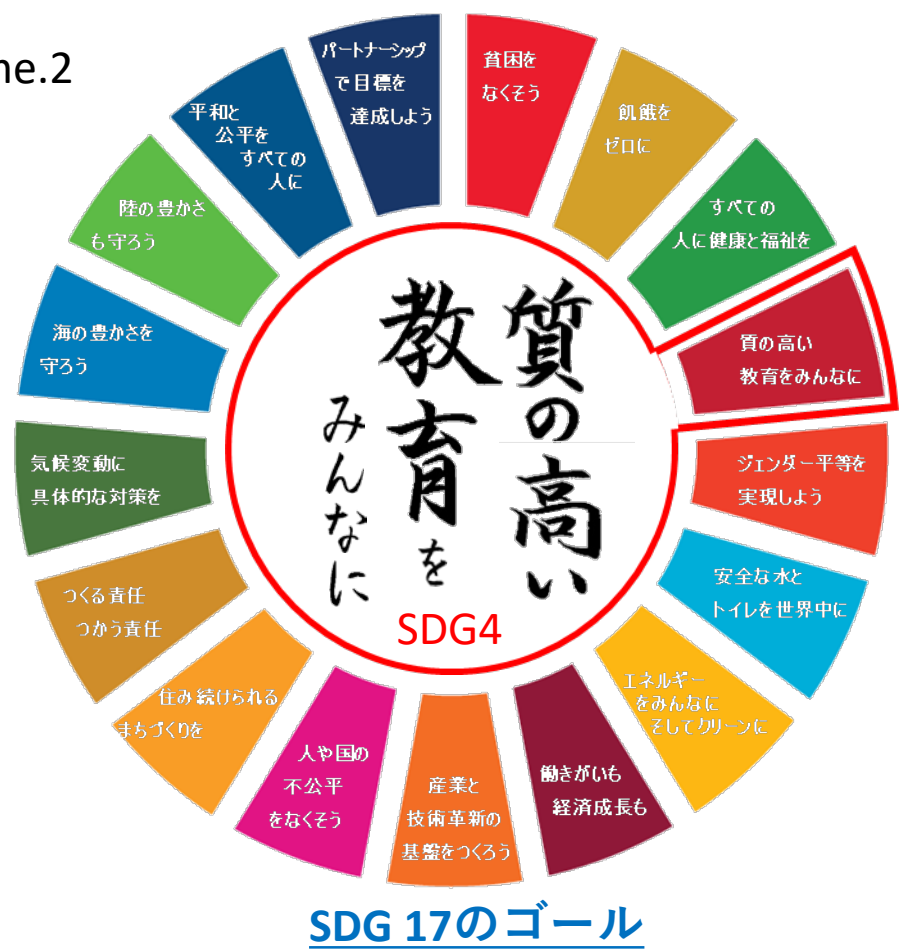 ne.2
貧困を
なくそう
飢餓を
ゼロに
すべての
人に健康と福祉を
質の高い
教育をみんなに
ジェンダー平等を
実現しよう
安全な水と
トイレを世界中に
エネルギー
をみんなに
そしてクリーンに
働きがいも
経済成長も
産業と
技術革新の
基盤をつくろう
人や国の
不公平
をなくそう
住み続けられる
まちづくりを
つくる責任
つかう責任
気候変動に
具体的な対策を
海の豊かさを
守ろう
陸の豊かさ
も守ろう
平和と
公平を
すべての
人に
パートナーシップ
で目標を
達成しよう
質の高い
教育を
みんなに
SDG4
SDG 17のゴール